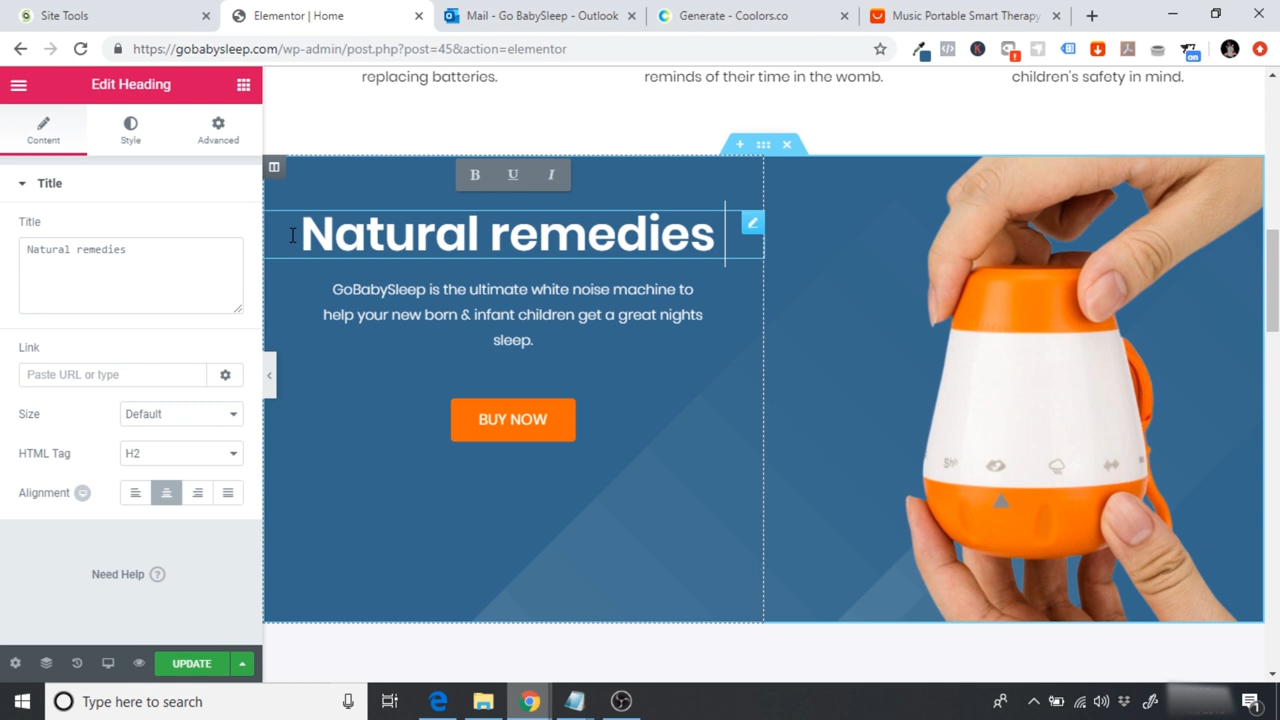 Site Tools
Elementor | Home
Mail - Go BabySleep - Outlook
Generate - Coolors.co
Music Portable Smart Therapy
https://gobabysleep.com/wp-admin/post.php?post=45&action=elementor
on
Edit Heading
Content
Style
Advanced
Title
Title
Natural remedies
Link
Paste URL or type
Size
Default
HTML Tag
H2
Alignment
Need Help
UPDATE
replacing batteries.
reminds of their time in the womb.
children's safety in mind.
B U I
Natural remedies
GoBabySleep is the ultimate white noise machine to
help your new born & infant children get a great nights
sleep.
BUY NOW
Type here to search